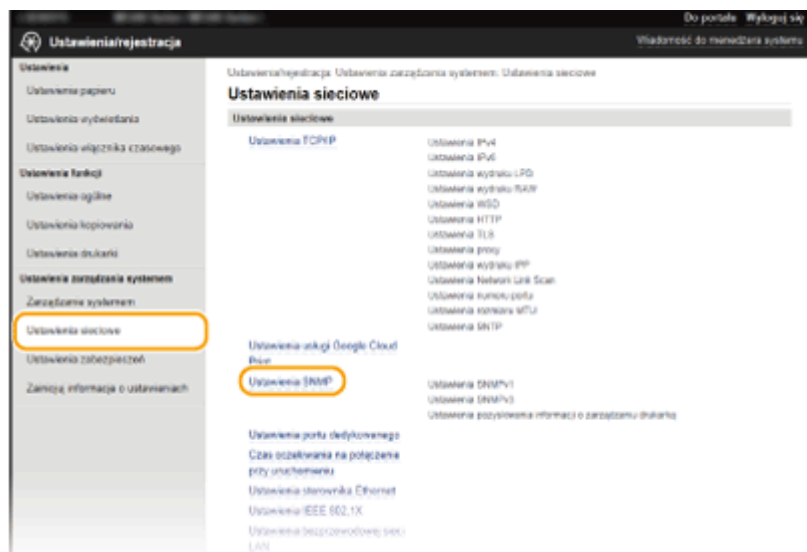 Do portalu Wyloguj się
Ustawienia/rejestracja
Wiadomość do menedżera systemu
Ustawienia
Ustawienia papieru
Ustawienia wyświetlania
Ustawienia włącznika czasowego
Ustawienia funkcji
Ustawienia ogólne
Ustawienia kopiowania
Ustawienia drukarki
Ustawienia zarządzania systemem
Zarządzanie systemem
Ustawienia sieciowe
Ustawienia zabezpieczeń
informacja o ustawieniach
Ustawienia/rejestracja: Ustawienia zarządzania systemem: Ustawienia sieciowe
Ustawienia sieciowe
Ustawienia sieciowe
Ustawienia TCP/IP
Ustawienia IPv4
Ustawienia IPv6
Ustawienia wydruku LPD
Ustawienia wydruku RAW
Ustawienia WSD
Ustawienia HTTP
Ustawienia TLS
Ustawienia proxy
Ustawienia wydruku IPP
Ustawienia Network Link Scan
Ustawienia numeru portu
Ustawienia rozmiaru MTU
Ustawienia SNTP
Ustawienia usługi Google Cloud
Print
Ustawienia SNMP
Ustawienia SNMPv1
Ustawienia SNMPv3
Ustawienia pozyskiwania informacji o zarządzaniu drukarką
Ustawienia portu dedykowanego
Czas oczekiwania na połączenie
przy uruchomieniu
Ustawienia sterownika Ethernet
Ustawienia IEEE 802.1X
Ustawienia bezprzewodowej sieci
LAN